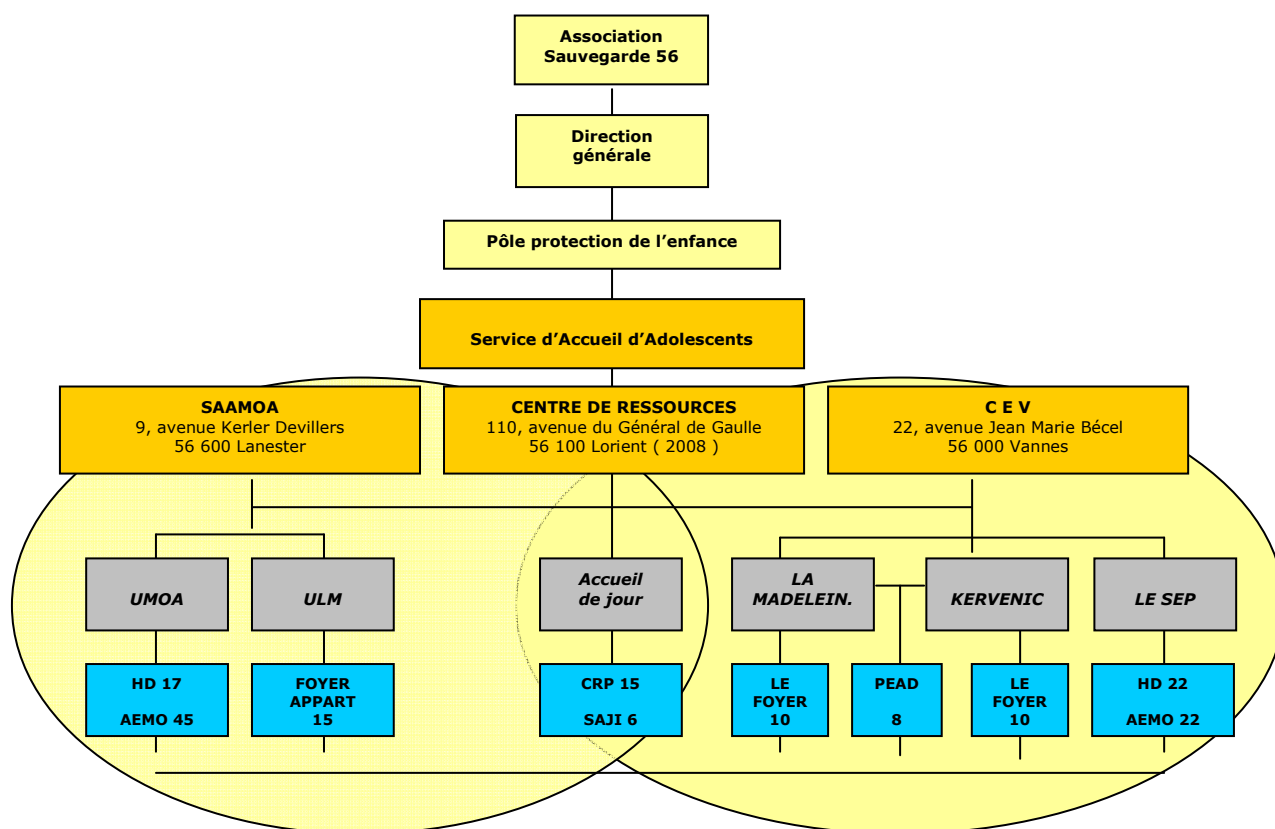 Association
Sauvegarde 56
Direction
générale
Pôle protection de l’enfance
Service d’Accueil d’Adolescents
SAAMOA
9, avenue Kerler Devillers
56 600 Lanester
CENTRE DE RESSOURCES
110, avenue du Général de Gaulle
56 100 Lorient ( 2008 )
C E V
22, avenue Jean Marie Bécel
56 000 Vannes
UMOA
ULM
Accueil
de jour
LA
MADELEIN.
KERVENIC
LE SEP
HD 17
AEMO 45
FOYER
APPART
15
CRP 15
SAJI 6
LE
FOYER
10
PEAD
8
LE
FOYER
10
HD 22
AEMO 22